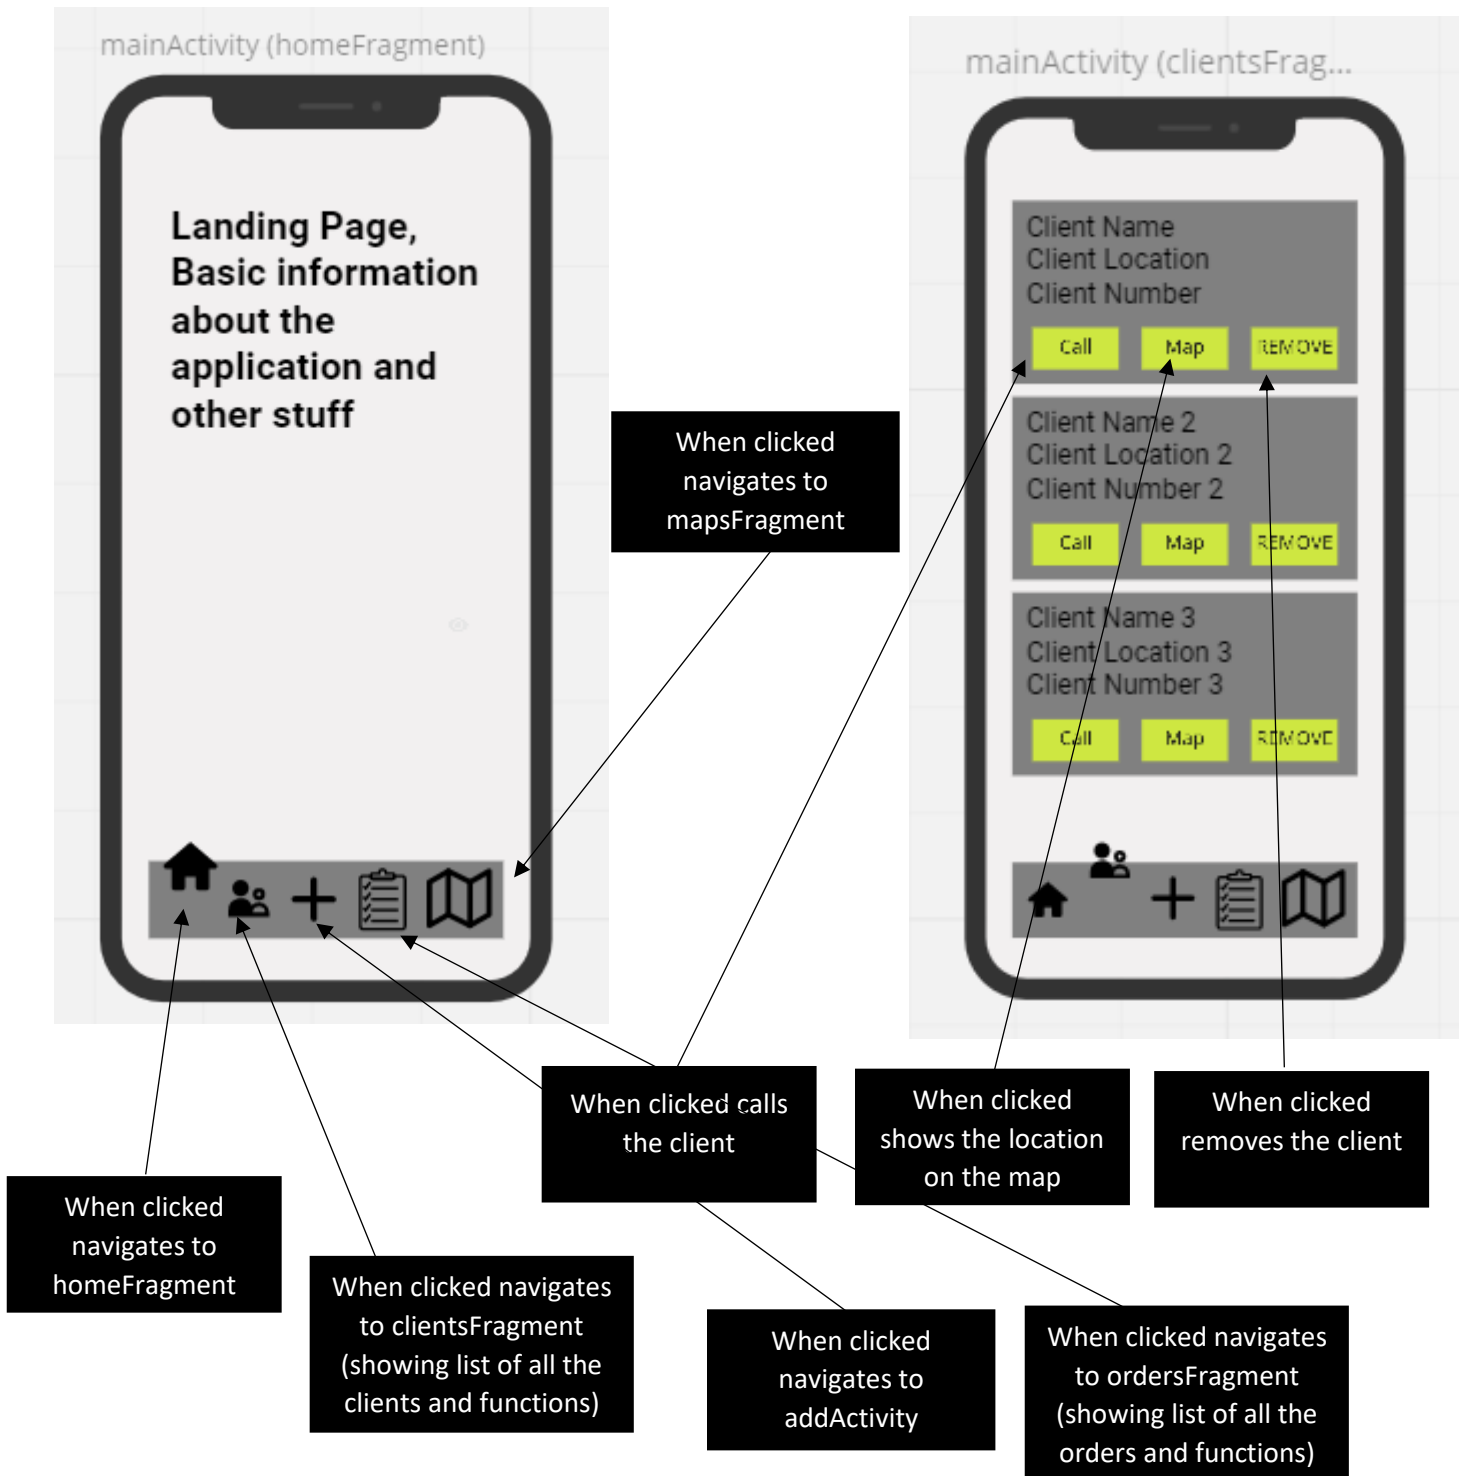 mainActivity (homeFragment)
Landing Page,
Basic information
about the
application and
other stuff
mainActivity (clientsFrag...
Client Name
Client Location
Client Number
Call
Map
REMOVE
Client Name 2
Client Location 2
Client Number 2
Call
Map
REMOVE
Client Name 3
Client Location 3
Client Number 3
Call
Map
REMOVE
When clicked
navigates to
mapsFragment
When clicked calls
the client
When clicked
shows the location
on the map
When clicked
removes the client
When clicked
navigates to
homeFragment
When clicked navigates
to clientsFragment
(showing list of all the
clients and functions)
When clicked
navigates to
addActivity
When clicked navigates
to ordersFragment
(showing list of all the
orders and functions)